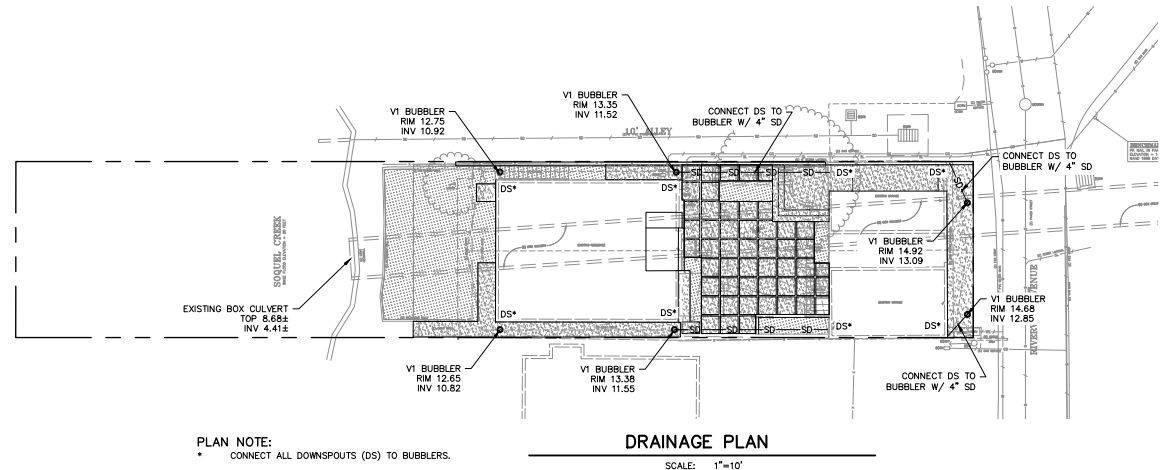 V1 BUBBLER
RIM 12.75
INV 10.92
V1 BUBBLER
RIM 13.35
INV 11.52
CONNECT DS TO
BUBBLER W/ 4" SD
10' ALLEY
CONNECT DS TO
BUBBLER W/ 4" SD
SD
SD
SD
SD
SD
DS*
DS*
DS*
DS*
SOQUEL CREEK
V1 BUBBLER
RIM 14.92
INV 13.09
EXISTING BOX CULVERT
TOP 8.68±
INV 4.41±
V1 BUBBLER
RIM 14.68
INV 12.85
DS*
DS*
DS*
DS*
SD
SD
SD
SD
V1 BUBBLER
RIM 12.65
INV 10.82
V1 BUBBLER
RIM 13.38
INV 11.55
CONNECT DS TO
BUBBLER W/ 4" SD
PLAN NOTE:
* CONNECT ALL DOWNSPOUTS (DS) TO BUBBLERS.
DRAINAGE PLAN
SCALE: 1"=10'